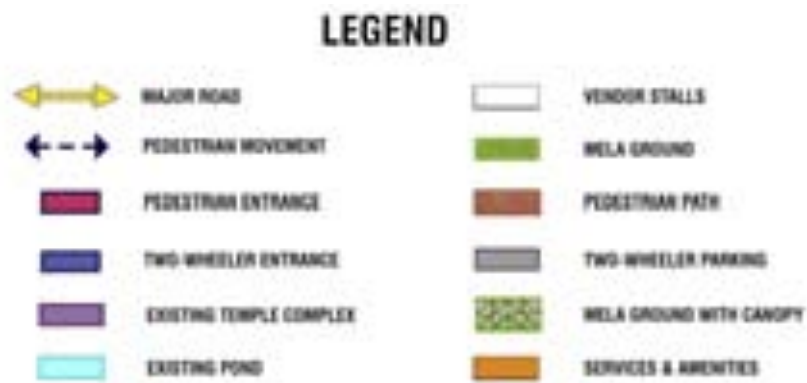 LEGEND
MAJOR ROAD
PEDESTRIAN MOVEMENT
PEDESTRIAN ENTRANCE
TWO-WHEELER ENTRANCE
EXISTING TEMPLE COMPLEX
EXISTING POND
VENDOR STALLS
MELA GROUND
PEDESTRIAN PATH
TWO-WHEELER PARKING
MELA GROUND WITH CANOPY
SERVICES & AMENITIES